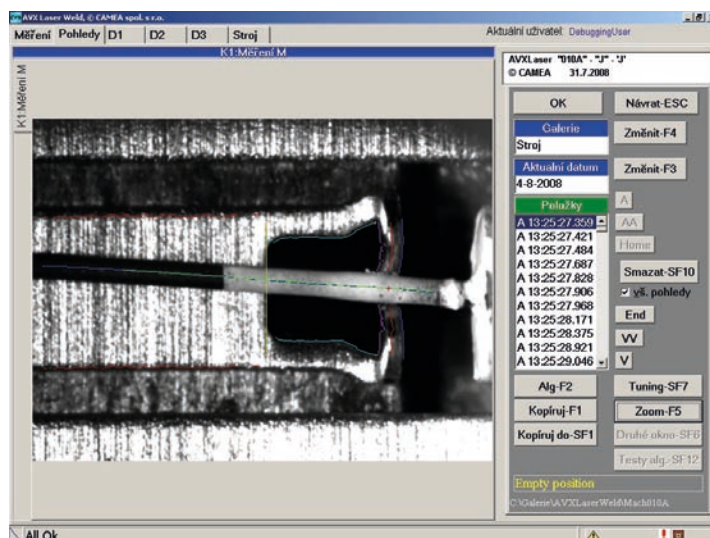 AVX Laser Weld, © CAMEA spol. s r.o.
Měření Pohledy D1 D2 D3 Stroj
Aktuální uživatel: DebuggingUser
K1:Měření M
K1:Měření M
AVXLaser "010A" - "J" - 'J'
© CAMEA 31.7.2008
OK
Návrat-ESC
Galerie
Stroj
Změnit-F4
Aktualní datum
4-8-2008
Změnit-F3
Položky
A 13:25:27.359
A 13:25:27.421
A 13:25:27.484
A 13:25:27.687
A 13:25:27.828
A 13:25:27.906
A 13:25:27.968
A 13:25:28.171
A 13:25:28.375
A 13:25:28.921
A 13:25:29.046
A
AA
Home
Smazat-SF10
vš. pohledy
End
VV
V
Alg-F2
Tuning-SF7
Kopíruj-F1
Zoom-F5
Kopíruj do-SF1
Druhé okno-SF6
Testy alg.-SF12
Empty position
C:\Galerie\AVXLaserWeld\Mach010A
All Ok